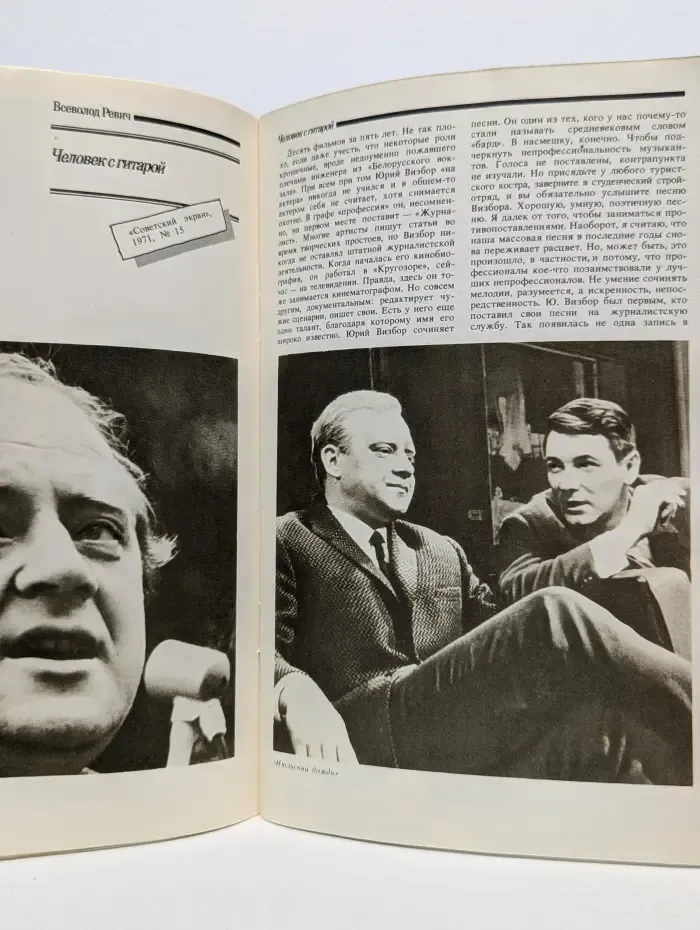 Всеволод Ревич
Человек с гитарой
«Советский экран»,
1971, № 15
Человек с гитарой
Десять фильмов за пять лет. Не так пло-
хо, если даже учесть, что некоторые роли
крошечные, вроде недоуменно пожавшего
плечами инженера из «Белорусского вок-
зала». При всем при том Юрий Визбор «на
актера» никогда не учился и в общем-то
актером себя не считает, хотя снимается
охотно. В графе «профессия» он, несомнен-
но, на первом месте поставит — «Журна-
лист». Многие артисты пишут статьи во
время творческих простоев, но Визбор ни-
когда не оставлял штатной журналистской
деятельности. Когда началась его кинобио-
графия, он работал в «Кругозоре», сей-
час — на телевидении. Правда, здесь он то-
же занимается кинематографом. Но совсем
другим, документальным: редактирует чу-
жие сценарии, пишет свои. Есть у него еще
один талант, благодаря которому имя его
широко известно. Юрий Визбор сочиняет
песни. Он один из тех, кого у нас почему-то
стали называть средневековым словом
«бард». В насмешку, конечно. Чтобы под-
черкнуть непрофессиональность музыкан-
тов. Голоса не поставлены, контрапункта
не изучали. Но присядьте у любого турист-
ского костра, заверните в студенческий строй-
отряд, и вы обязательно услышите песню
Визбора. Хорошую, умную, поэтичную пес-
ню. Я далек от того, чтобы заниматься про-
тивопоставлениями. Наоборот, я считаю, что
наша массовая песня в последние годы сно-
ва переживает расцвет. Но, может быть, это
произошло, в частности, и потому, что про-
фессионалы кое-что позаимствовали у луч-
ших непрофессионалов. Не умение сочинять
мелодии, разумеется, а искренность, непос-
редственность. Ю. Визбор был первым, кто
поставил свои песни на журналистскую
службу. Так появилась не одна запись в
«Июльский дождь»